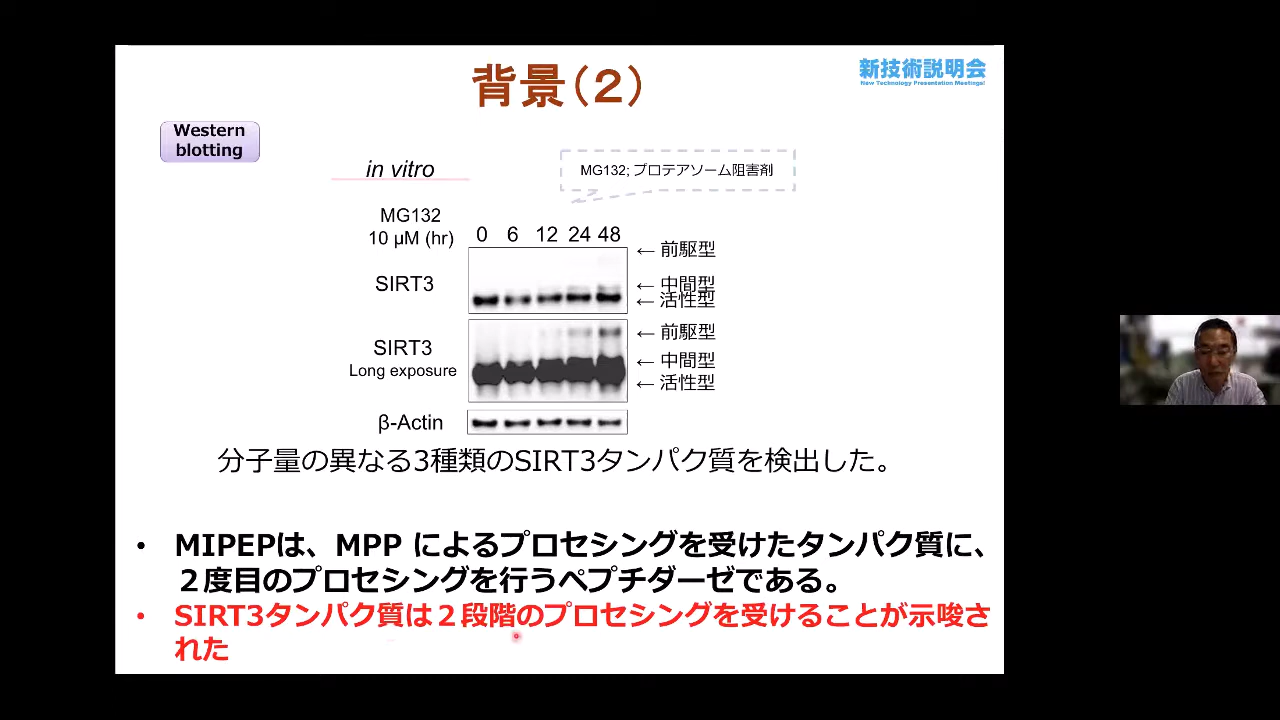 背景（2）
新技術説明会
New Technology Presentation Meetings!
Western
blotting
in vitro
MG132; プロテアソーム阻害剤
MG132
10 µM (hr)
0 6 12 24 48
← 前駆型
SIRT3
← 中間型
← 活性型
← 前駆型
SIRT3
Long exposure
← 中間型
← 活性型
β-Actin
分子量の異なる3種類のSIRT3タンパク質を検出した。
• MIPEPは、MPP によるプロセシングを受けたタンパク質に、
２度目のプロセシングを行うペプチダーゼである。
• SIRT3タンパク質は２段階のプロセシングを受けることが示唆さ
れた